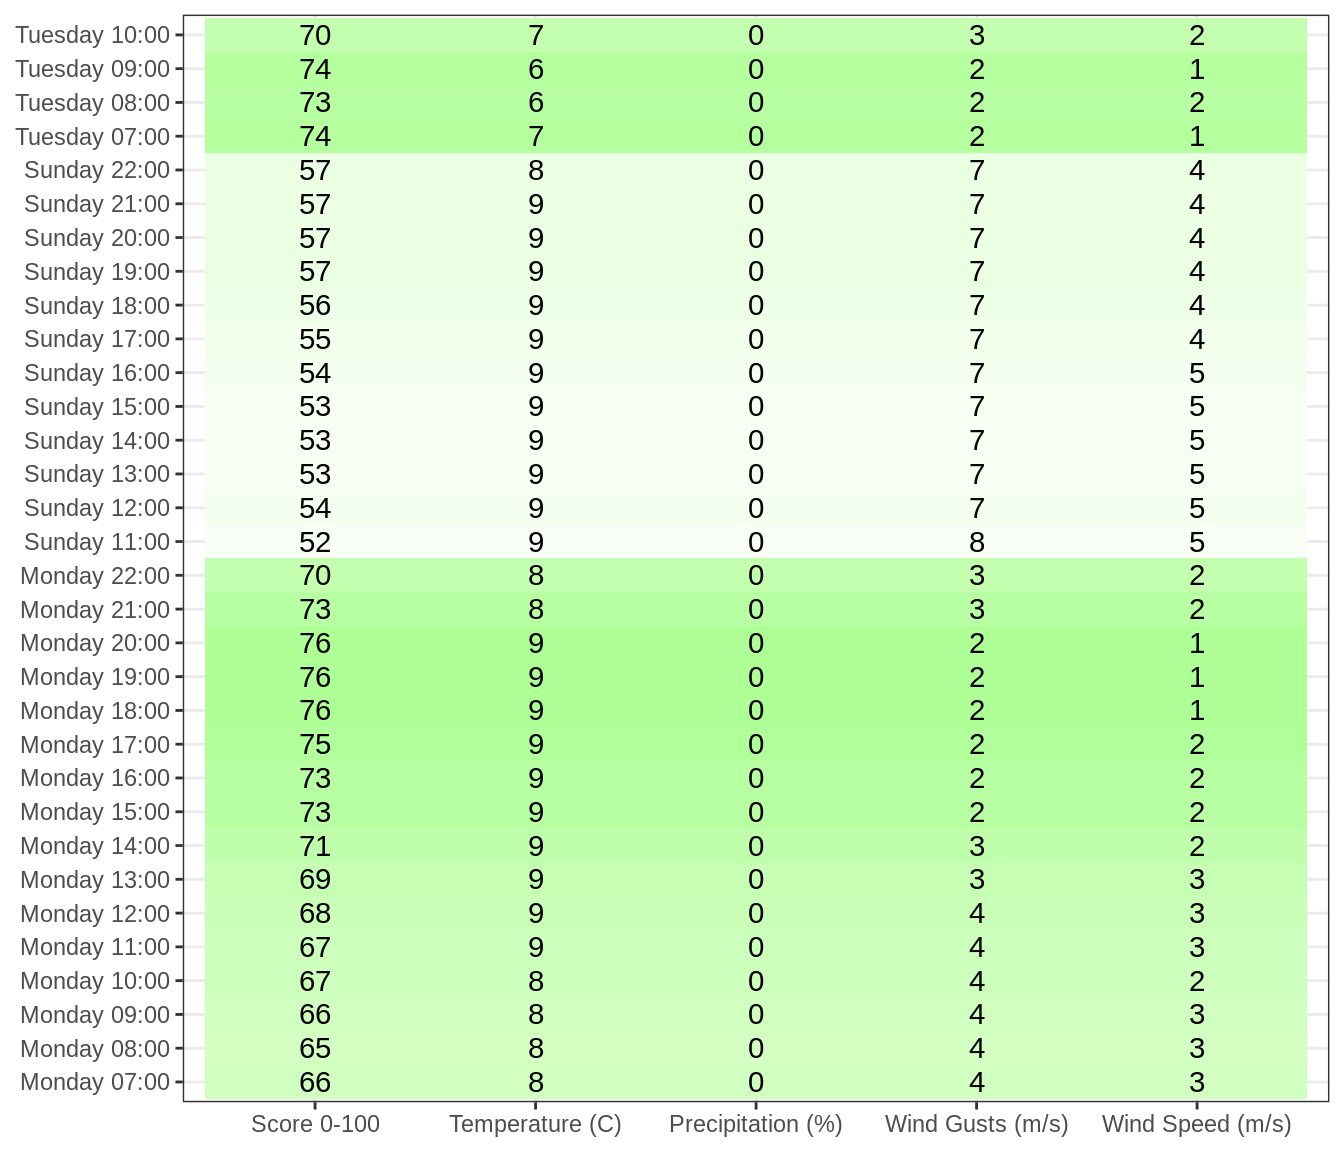 Tuesday 10:00 70 7 0 3 2
Tuesday 09:00 74 6 0 2 1
Tuesday 08:00 73 6 0 2 2
Tuesday 07:00 74 7 0 2 1
Sunday 22:00 57 8 0 7 4
Sunday 21:00 57 9 0 7 4
Sunday 20:00 57 9 0 7 4
Sunday 19:00 57 9 0 7 4
Sunday 18:00 56 9 0 7 4
Sunday 17:00 55 9 0 7 4
Sunday 16:00 54 9 0 7 5
Sunday 15:00 53 9 0 7 5
Sunday 14:00 53 9 0 7 5
Sunday 13:00 53 9 0 7 5
Sunday 12:00 54 9 0 7 5
Sunday 11:00 52 9 0 8 5
Monday 22:00 70 8 0 3 2
Monday 21:00 73 8 0 3 2
Monday 20:00 76 9 0 2 1
Monday 19:00 76 9 0 2 1
Monday 18:00 76 9 0 2 1
Monday 17:00 75 9 0 2 2
Monday 16:00 73 9 0 2 2
Monday 15:00 73 9 0 2 2
Monday 14:00 71 9 0 3 2
Monday 13:00 69 9 0 3 3
Monday 12:00 68 9 0 4 3
Monday 11:00 67 9 0 4 3
Monday 10:00 67 8 0 4 2
Monday 09:00 66 8 0 4 3
Monday 08:00 65 8 0 4 3
Monday 07:00 66 8 0 4 3
Score 0-100 Temperature (C) Precipitation (%) Wind Gusts (m/s) Wind Speed (m/s)